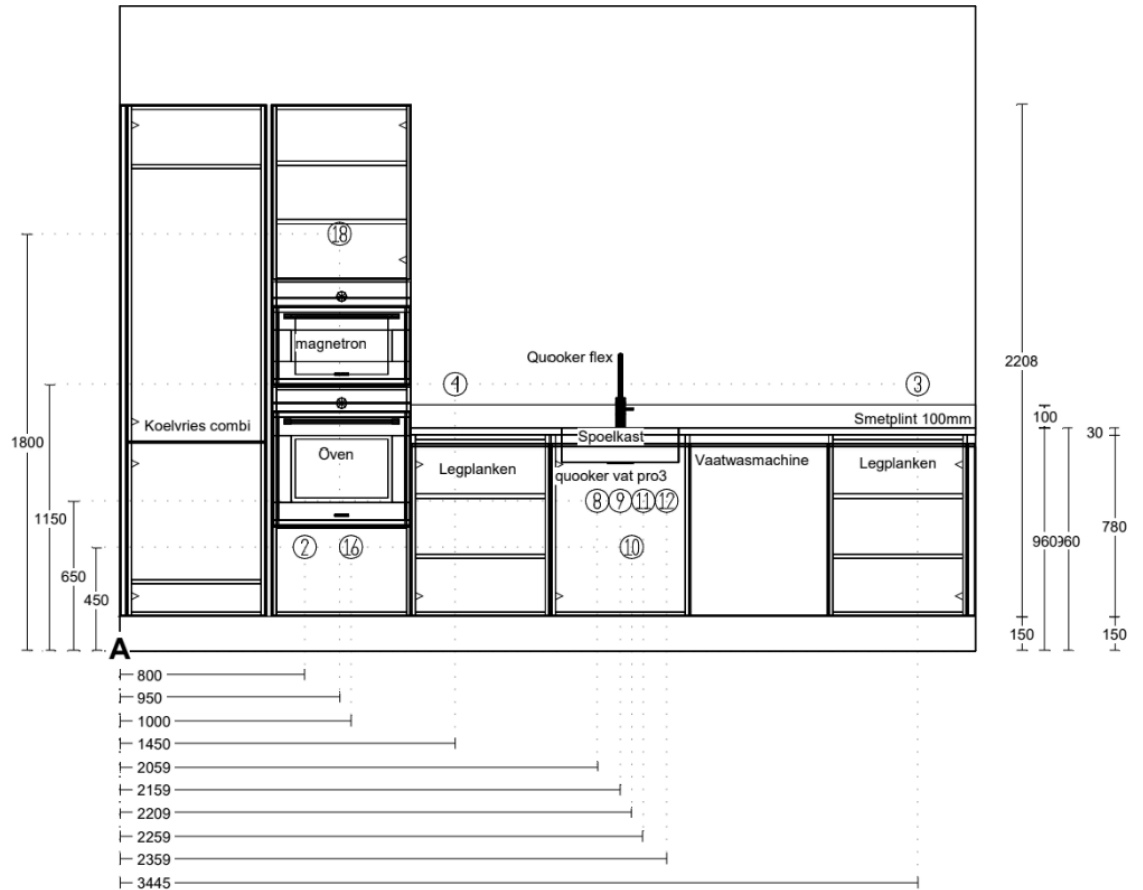 18
magnetron
Quooker flex
4
3
2208
Koelvries combi
Smetplint 100mm
100
1800
Oven
Spoelkast
30
Legplanken
Vaatwasmachine
Legplanken
quooker vat pro3
8
9
11
12
1150
2
16
10
960
960
780
650
450
150
150
A
800
950
1000
1450
2059
2159
2209
2259
2359
3445